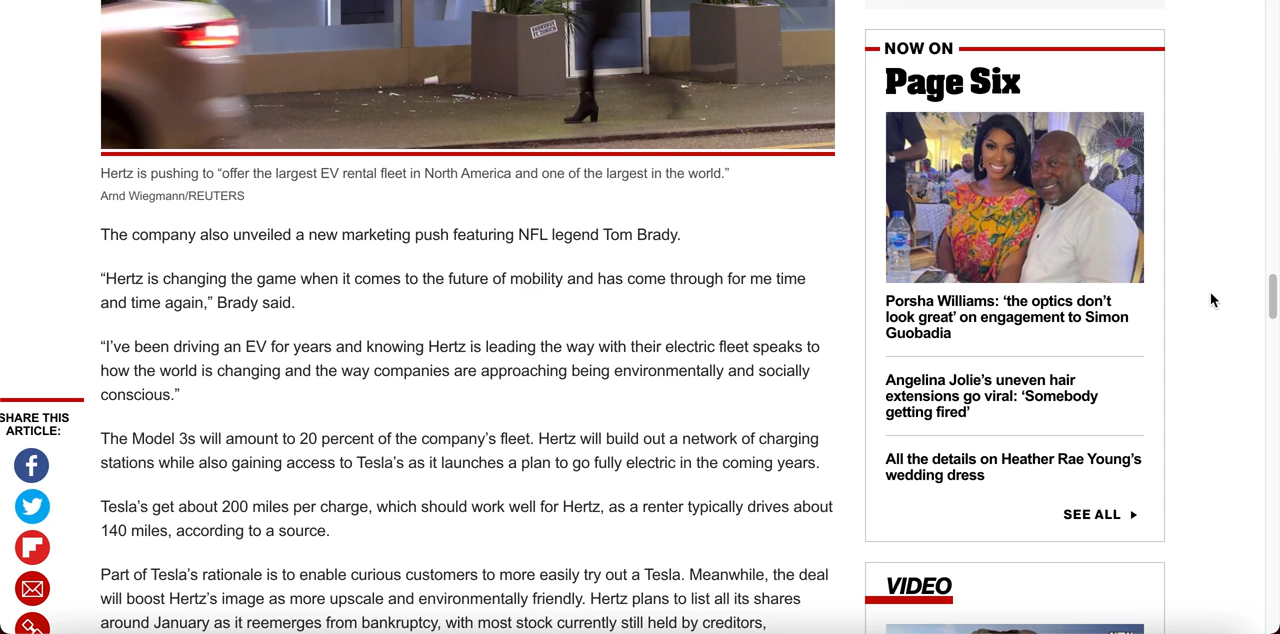 Hertz is pushing to “offer the largest EV rental fleet in North America and one of the largest in the world.”
Arnd Wiegmann/REUTERS
The company also unveiled a new marketing push featuring NFL legend Tom Brady.
“Hertz is changing the game when it comes to the future of mobility and has come through for me time
and time again,” Brady said.
“I’ve been driving an EV for years and knowing Hertz is leading the way with their electric fleet speaks to
how the world is changing and the way companies are approaching being environmentally and socially
conscious.”
The Model 3s will amount to 20 percent of the company’s fleet. Hertz will build out a network of charging
stations while also gaining access to Tesla’s as it launches a plan to go fully electric in the coming years.
Tesla’s get about 200 miles per charge, which should work well for Hertz, as a renter typically drives about
140 miles, according to a source.
Part of Tesla’s rationale is to enable curious customers to more easily try out a Tesla. Meanwhile, the deal
will boost Hertz’s image as more upscale and environmentally friendly. Hertz plans to list all its shares
around January as it reemerges from bankruptcy, with most stock currently still held by creditors,
SHARE THIS
ARTICLE:
NOW ON
Page Six
Porsha Williams: ‘the optics don’t
look great’ on engagement to Simon
Guobadia
Angelina Jolie’s uneven hair
extensions go viral: ‘Somebody
getting fired’
All the details on Heather Rae Young’s
wedding dress
SEE ALL
VIDEO